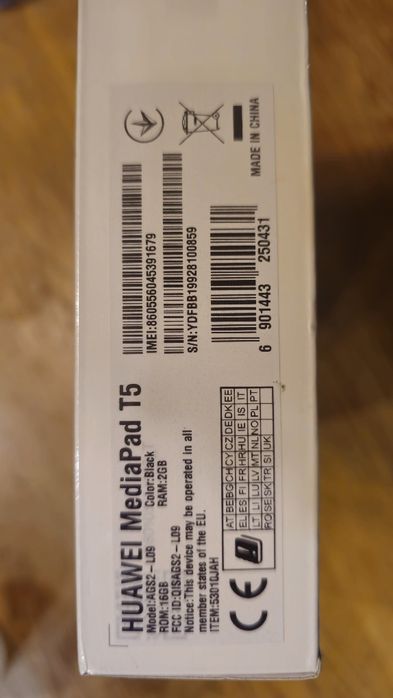 HUAWEI MediaPad T5
Model:AGS2-L09 Color:Black
ROM:16GB RAM:2GB
FCC ID:QISAGS2-L09
Notice:This device may be operated in all
member states of the EU.
ITEM:53010JAH
IMEI:860556045391679
S/N:YDFBB19928100859
6 901443 250431
MADE IN CHINA
CE
AT BE BG CH CY CZ DE DK EE
EL ES FI FR HR HU IE IS IT
LT LI LU LV MT NL NO PL PT
RO SE SK TR SI UK